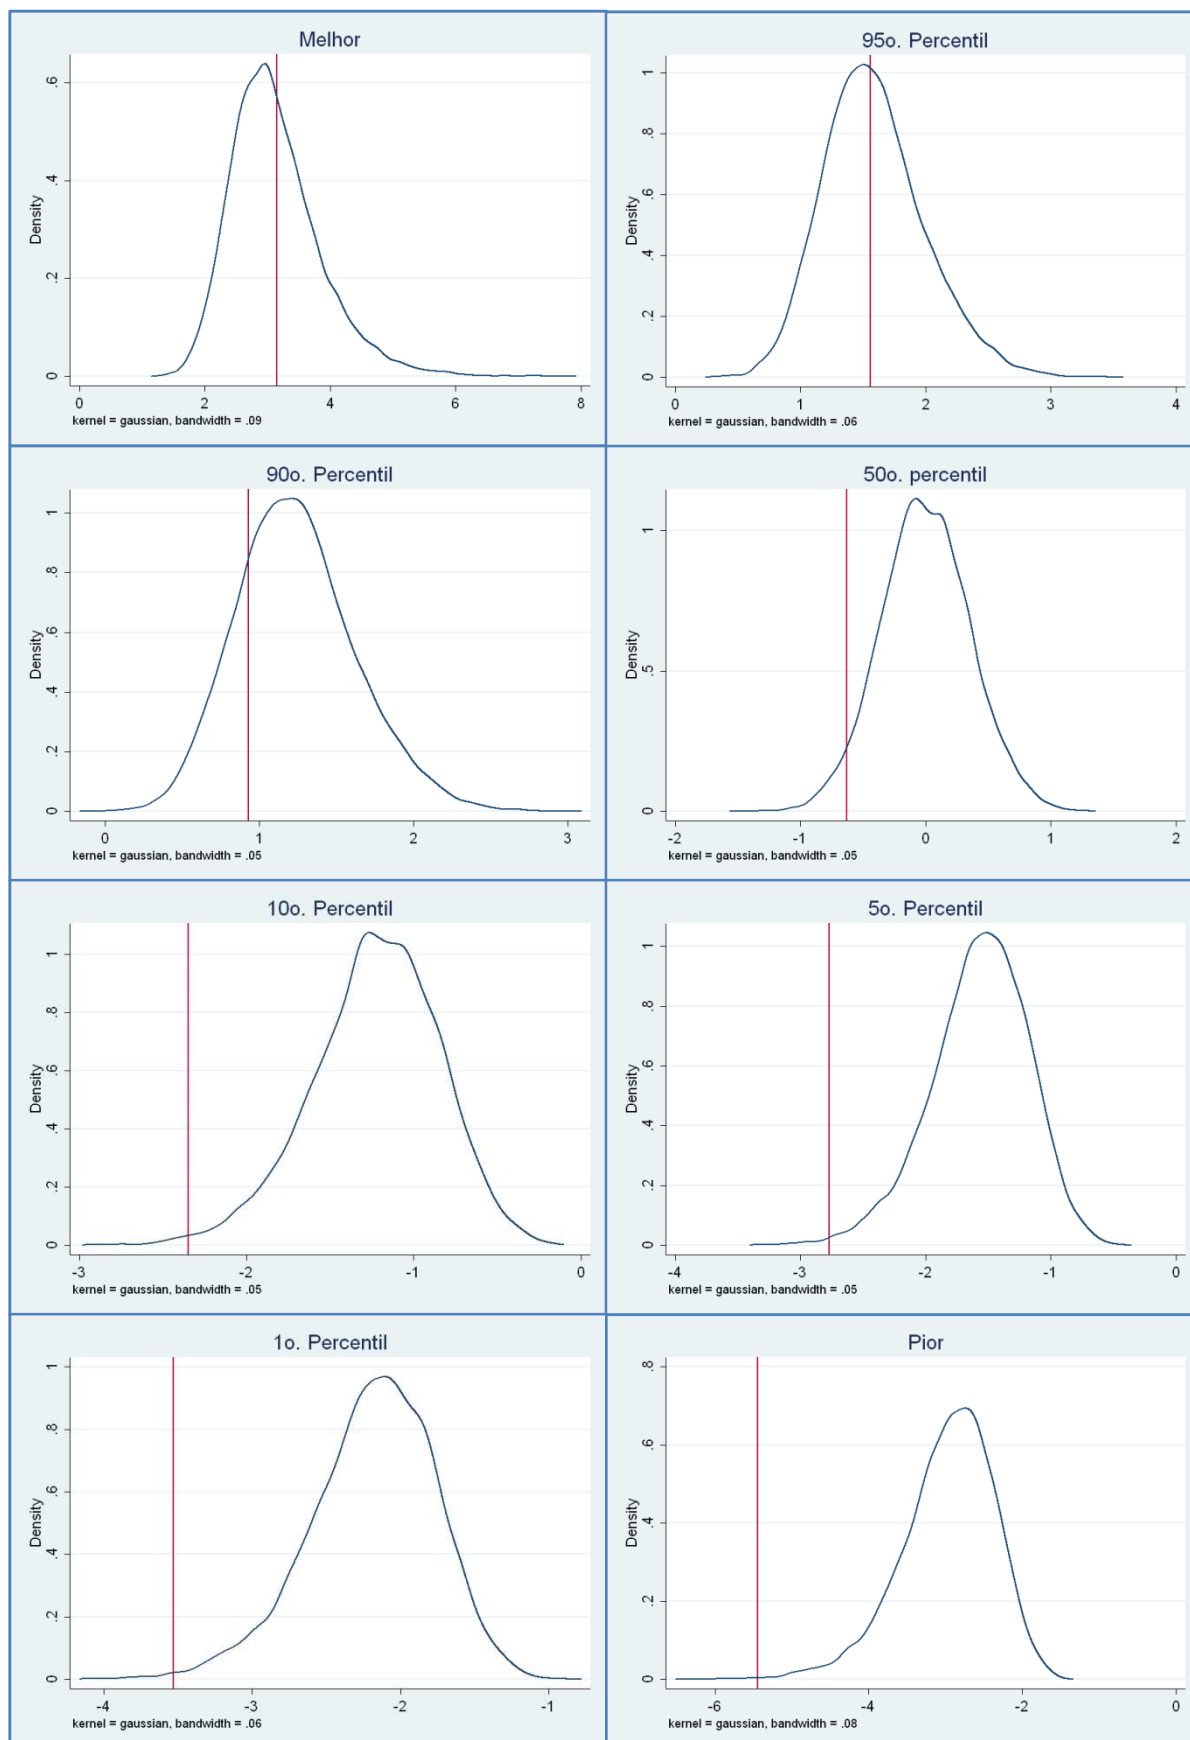 Melhor
Density
0 .2 .4 .6
0 2 4 6 8
kernel = gaussian, bandwidth = .09
95o. Percentil
Density
0 .2 .4 .6 .8 1
0 1 2 3 4
kernel = gaussian, bandwidth = .06
90o. Percentil
Density
0 .2 .4 .6 .8 1
0 1 2 3
kernel = gaussian, bandwidth = .05
50o. percentil
Density
0 .5 1
-2 -1 0 1 2
kernel = gaussian, bandwidth = .05
10o. Percentil
Density
0 .2 .4 .6 .8 1
-3 -2 -1 0
kernel = gaussian, bandwidth = .05
5o. Percentil
Density
0 .2 .4 .6 .8 1
-4 -3 -2 -1 0
kernel = gaussian, bandwidth = .05
1o. Percentil
Density
0 .2 .4 .6 .8 1
-4 -3 -2 -1
kernel = gaussian, bandwidth = .06
Pior
Density
0 .2 .4 .6 0.8
-6 -4 -2 0
kernel = gaussian, bandwidth = .08